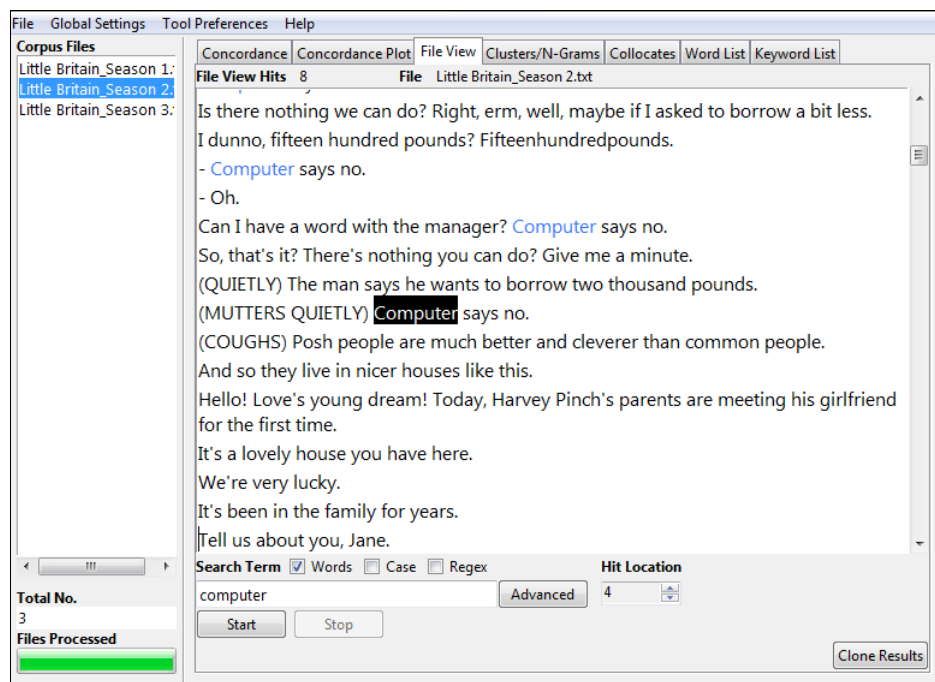 File Global Settings Tool Preferences Help
Corpus Files
Little Britain_Season 1.
Little Britain_Season 2.
Little Britain_Season 3.
Total No.
3
Files Processed
Concordance Concordance Plot File View Clusters/N-Grams Collocates Word List Keyword List
File View Hits 8 File Little Britain_Season 2.txt
Is there nothing we can do? Right, erm, well, maybe if I asked to borrow a bit less.
I dunno, fifteen hundred pounds? Fifteenhundredpounds.
- Computer says no.
- Oh.
Can I have a word with the manager? Computer says no.
So, that's it? There's nothing you can do? Give me a minute.
(QUIETLY) The man says he wants to borrow two thousand pounds.
(MUTTERS QUIETLY) Computer says no.
(COUGHS) Posh people are much better and cleverer than common people.
And so they live in nicer houses like this.
Hello! Love's young dream! Today, Harvey Pinch's parents are meeting his girlfriend
for the first time.
It's a lovely house you have here.
We're very lucky.
It's been in the family for years.
Tell us about you, Jane.
Search Term Words Case Regex Hit Location
computer Advanced 4
Start Stop
Clone Results